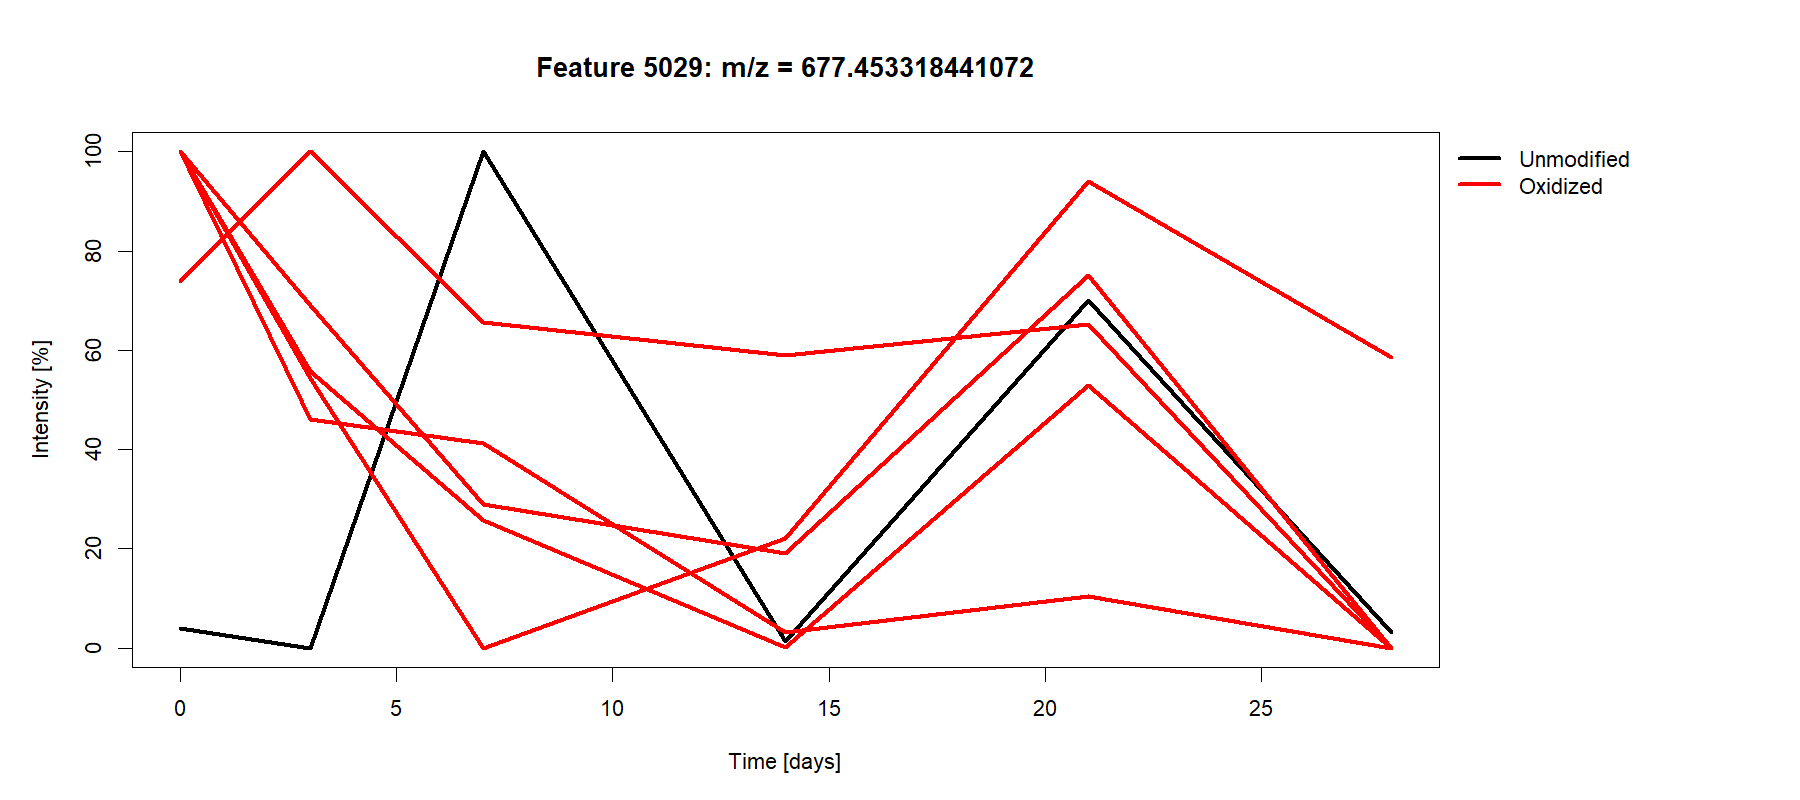 Feature 5029: m/z = 677.453318441072
Unmodified
Oxidized
Intensity [%]
100
80
60
40
20
0
0 5 10 15 20 25
Time [days]